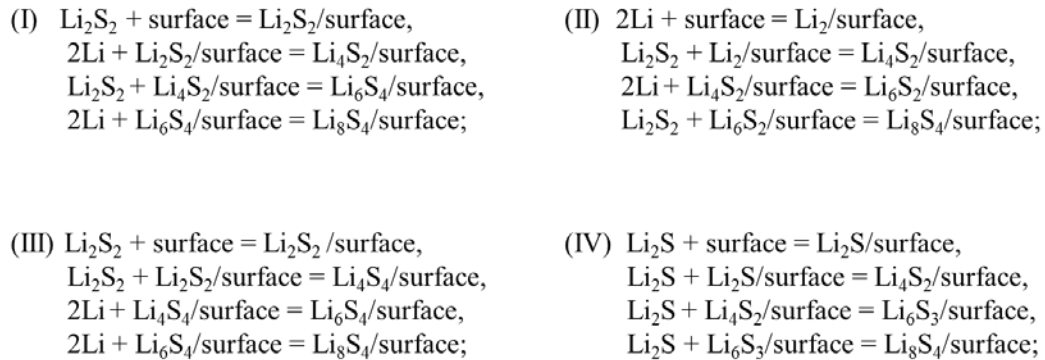 (I) Li₂S₂ + surface = Li₂S₂/surface,
2Li + Li₂S₂/surface = Li₄S₂/surface,
Li₂S₂ + Li₄S₂/surface = Li₆S₄/surface,
2Li + Li₆S₄/surface = Li₈S₄/surface;
(II) 2Li + surface = Li₂/surface,
Li₂S₂ + Li₂/surface = Li₄S₂/surface,
2Li + Li₄S₂/surface = Li₆S₂/surface,
Li₂S₂ + Li₆S₂/surface = Li₈S₄/surface;
(III) Li₂S₂ + surface = Li₂S₂ /surface,
Li₂S₂ + Li₂S₂/surface = Li₄S₄/surface,
2Li + Li₄S₄/surface = Li₆S₄/surface,
2Li + Li₆S₄/surface = Li₈S₄/surface;
(IV) Li₂S + surface = Li₂S/surface,
Li₂S + Li₂S/surface = Li₄S₂/surface,
Li₂S + Li₄S₂/surface = Li₆S₃/surface,
Li₂S + Li₆S₃/surface = Li₈S₄/surface;